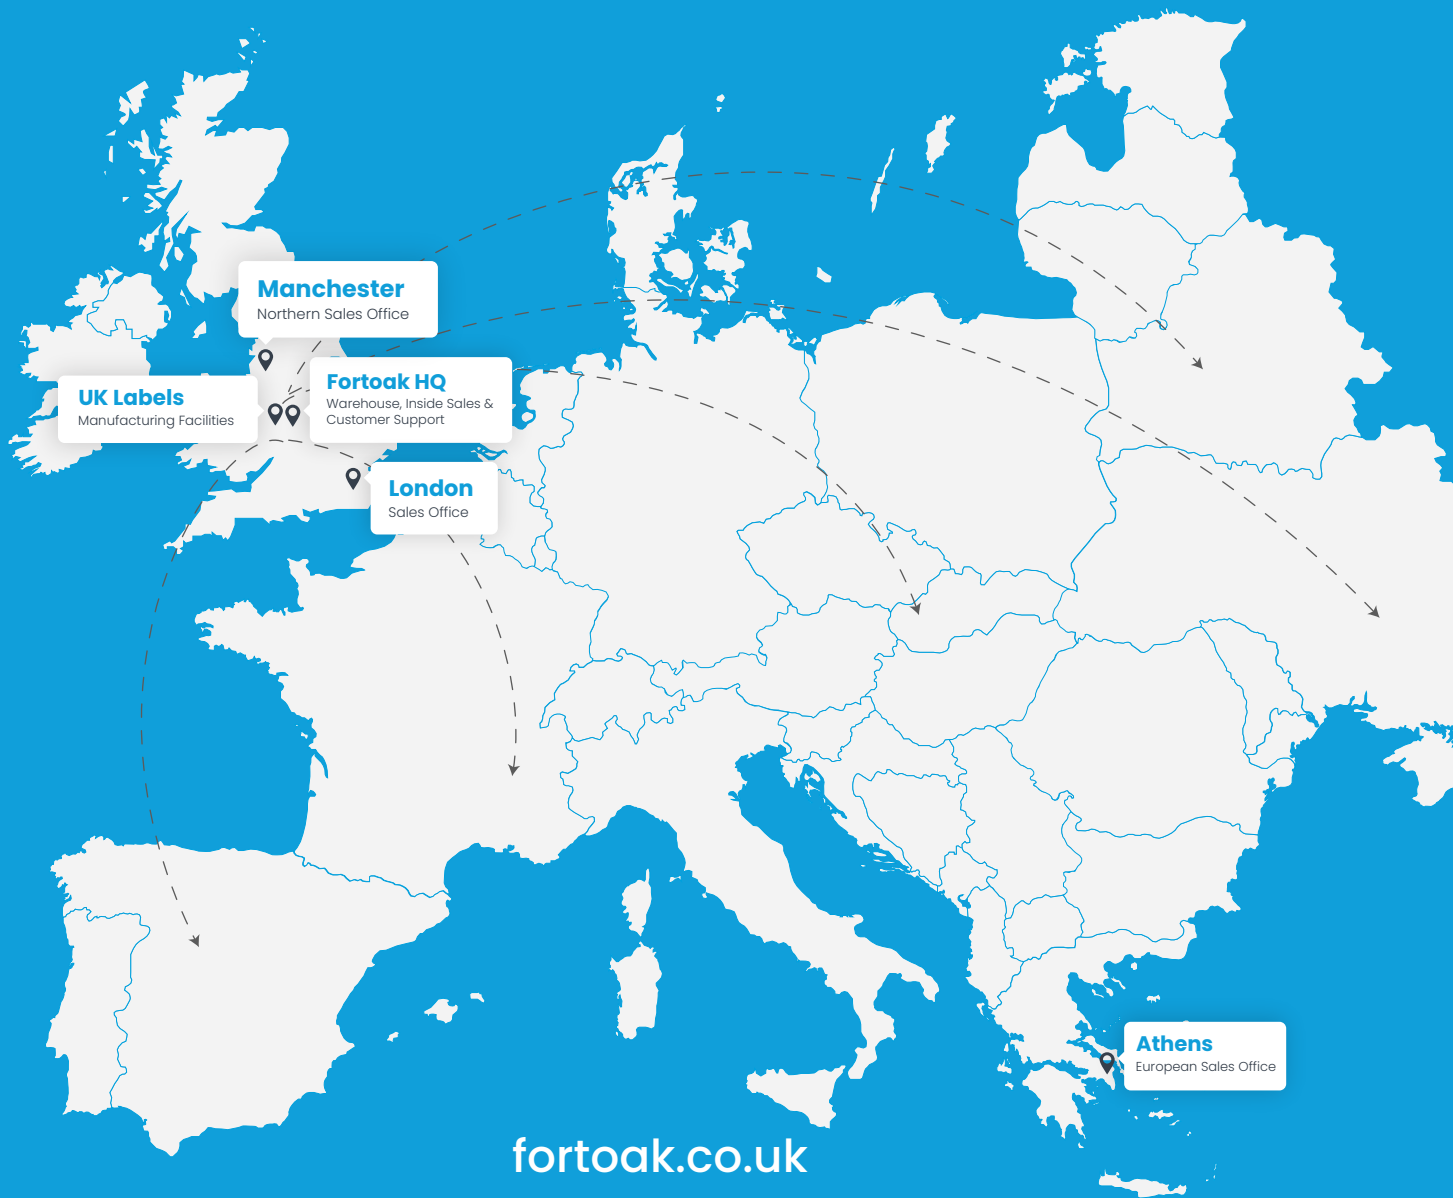 Manchester
Northern Sales Office
UK Labels
Manufacturing Facilities
Fortoak HQ
Warehouse, Inside Sales &
Customer Support
London
Sales Office
Athens
European Sales Office
fortoak.co.uk